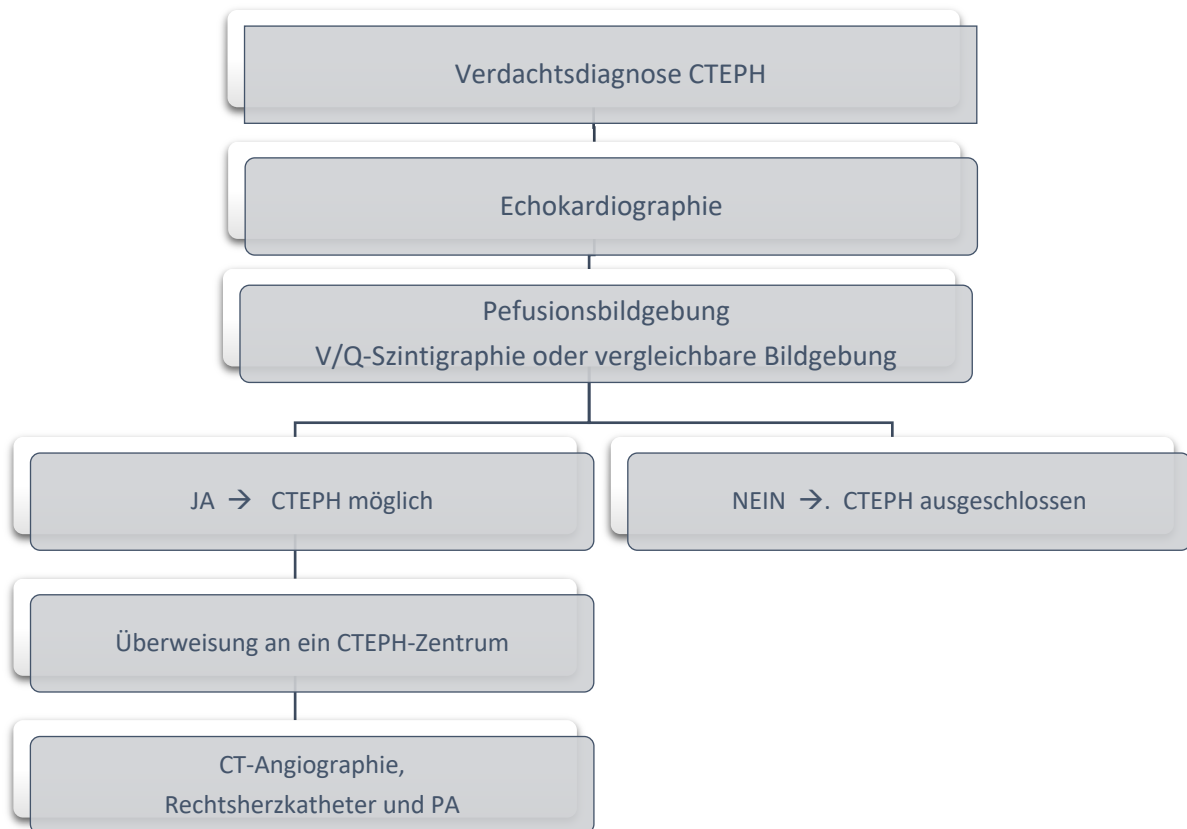 Verdachtsdiagnose CTEPH
Echokardiographie
Pefusionsbildgebung
V/Q-Szintigraphie oder vergleichbare Bildgebung
JA → CTEPH möglich
NEIN →. CTEPH ausgeschlossen
Überweisung an ein CTEPH-Zentrum
CT-Angiographie,
Rechtsherzkatheter und PA